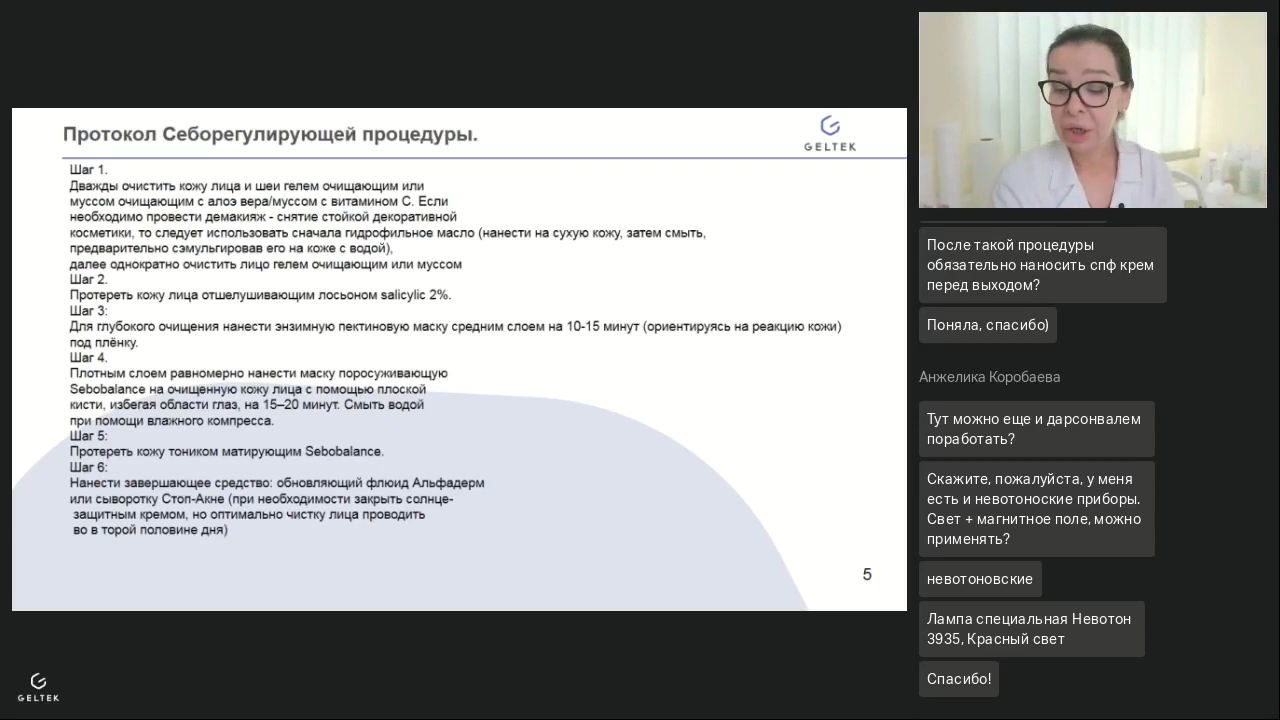 Протокол Себорегулирующей процедуры.
GELTEK
Шаг 1.
Дважды очистить кожу лица и шеи гелем очищающим или
муссом очищающим с алоэ вера/муссом с витамином С. Если
необходимо провести демакияж - снятие стойкой декоративной
косметики, то следует использовать сначала гидрофильное масло (нанести на сухую кожу, затем смыть,
предварительно сэмульгировав его на коже с водой),
далее однократно очистить лицо гелем очищающим или муссом
Шаг 2.
Протереть кожу лица отшелушивающим лосьоном salicylic 2%.
Шаг 3:
Для глубокого очищения нанести энзимную пектиновую маску средним слоем на 10-15 минут (ориентируясь на реакцию кожи)
под плёнку.
Шаг 4.
Плотным слоем равномерно нанести маску поросуживающую
Sebobalance на очищенную кожу лица с помощью плоской
кисти, избегая области глаз, на 15–20 минут. Смыть водой
при помощи влажного компресса.
Шаг 5:
Протереть кожу тоником матирующим Sebobalance.
Шаг 6:
Нанести завершающее средство: обновляющий флюид Альфадерм
или сыворотку Стоп-Акне (при необходимости закрыть солнце-
защитным кремом, но оптимально чистку лица проводить
во в торой половине дня)
5
GELTEK
После такой процедуры
обязательно наносить спф крем
перед выходом?
Поняла, спасибо)
Анжелика Коробаева
Тут можно еще и дарсонвалем
поработать?
Скажите, пожалуйста, у меня
есть и невотоноские приборы.
Свет + магнитное поле, можно
применять?
невотоновские
Лампа специальная Невотон
3935, Красный свет
Спасибо!